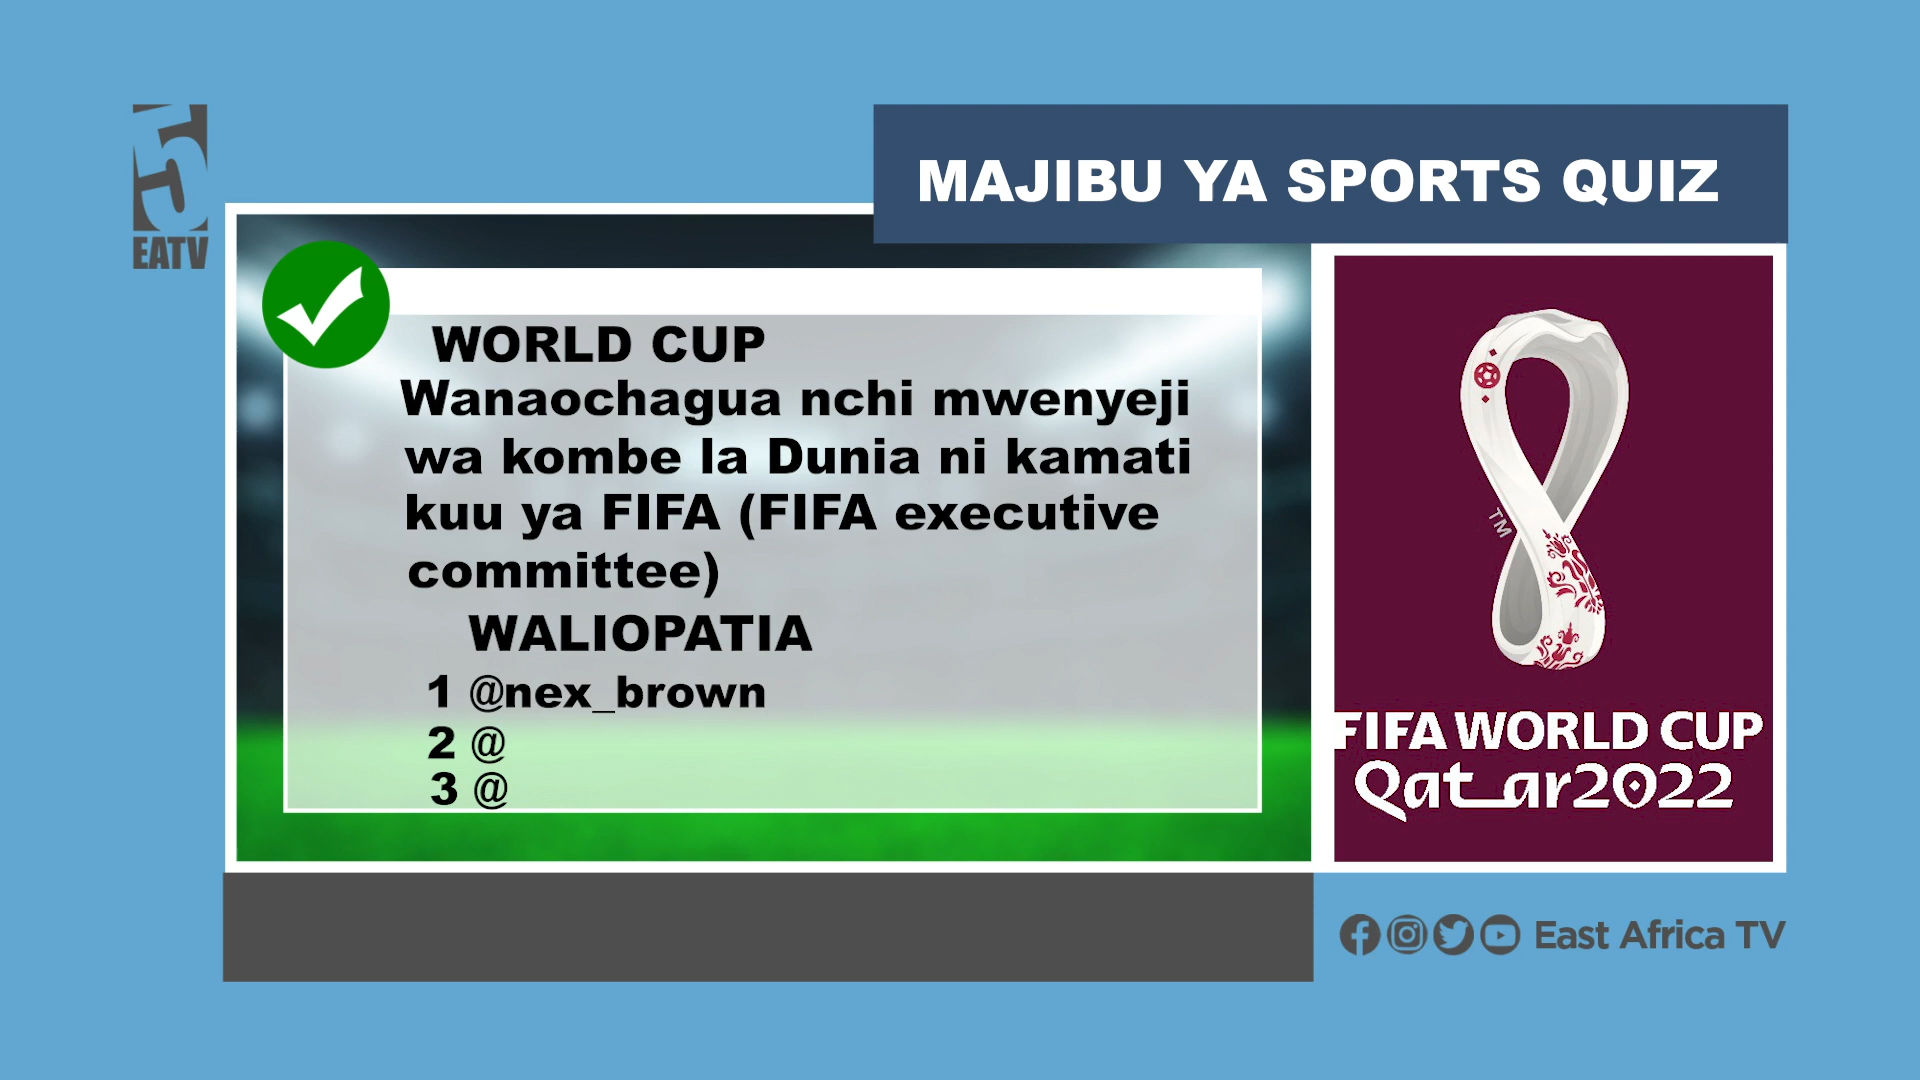 5
EATV
MAJIBU YA SPORTS QUIZ
WORLD CUP
Wanaochagua nchi mwenyeji
wa kombe la Dunia ni kamati
kuu ya FIFA (FIFA executive
committee)
WALIOPATIA
1 @nex_brown
2 @
3 @
TM
FIFA WORLD CUP
Qatar2022
East Africa TV